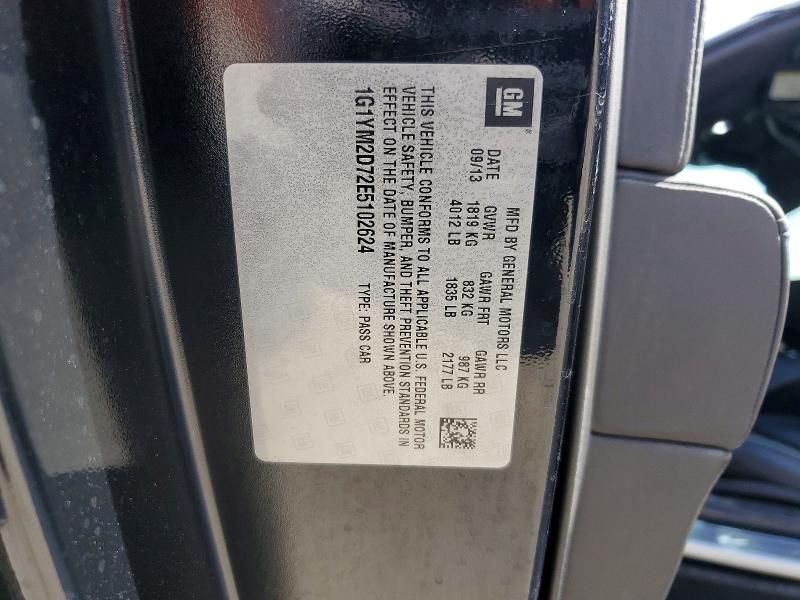 GM
MFD BY GENERAL MOTORS LLC
DATE GVWR GAWR FRT GAWR RR
09/13 1819 KG 832 KG 987 KG
4012 LB 1835 LB 2177 LB
THIS VEHICLE CONFORMS TO ALL APPLICABLE U.S. FEDERAL MOTOR
VEHICLE SAFETY, BUMPER, AND THEFT PREVENTION STANDARDS IN
EFFECT ON THE DATE OF MANUFACTURE SHOWN ABOVE.
1G1YM2D72E5102624 TYPE: PASS CAR